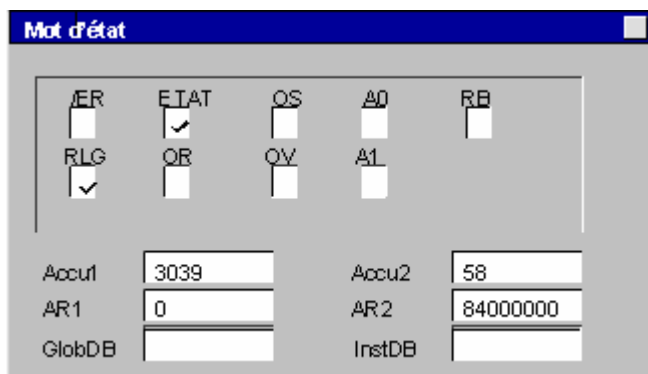 Mot d'état
/ER ETAT OS A0 RB
RLG OR OV A1
Accu1 3039 Accu2 58
AR1 0 AR2 84000000
GlobDB InstDB